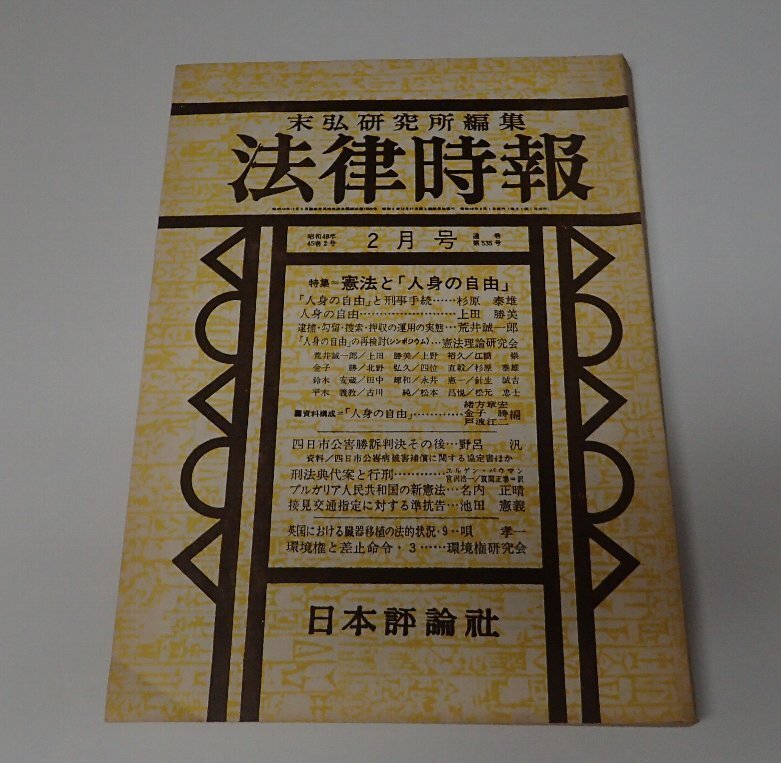 末弘研究所編集
法律時報
昭和48年
45巻2号
2月号
通巻
第535号
特集=憲法と「人身の自由」
「人身の自由」と刑事手続……杉原 泰雄
人身の自由……………………上田 勝美
逮捕・勾留・捜索・押収の運用の実態…荒井誠一郎
「人身の自由」の再検討(シンポジウム)…憲法理論研究会
荒井誠一郎/上田 勝美/上野 裕久/江橋 崇
金子 勝/北野 弘久/四位 直毅/杉原 泰雄
鈴木 安蔵/田中 輝和/永井 憲一/針生 誠吉
平木 義教/古川 純/松本 昌悦/松元 忠士
■資料構成=「人身の自由」…………緒方章宏 金子 勝 戸波江二 編
四日市公害勝訴判決その後…野呂 汎
資料/四日市公害病被害補償に関する協定書ほか
刑法典代案と行刑…………ユルゲン・バウマン
宮沢浩一/
ブルガリア人民共和国の新憲法…名内 正晴
接見交通指定に対する準抗告…池田 憲義
英国における臓器移植の法的状況・9…唄 孝一
環境権と差止命令・3……環境権研究会
日本評論社